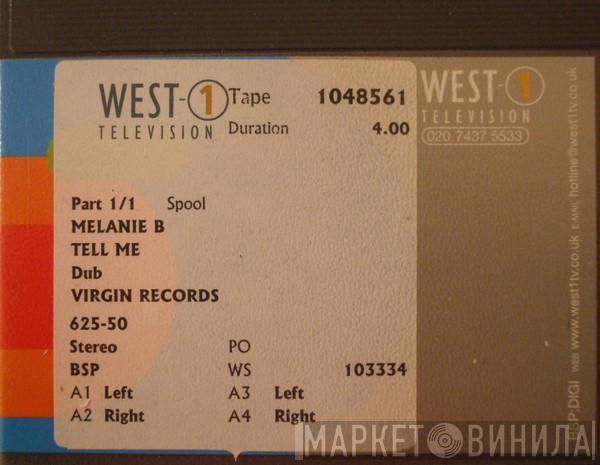 WEST-1 Tape 1048561
TELEVISION
Duration 4.00
Part 1/1 Spool
MELANIE B
TELL ME
Dub
VIRGIN RECORDS
625-50
Stereo PO
BSP WS 103334
A1 Left A3 Left
A2 Right A4 Right
WEST-1
TELEVISION
020 7437 5533
BSP.DIGI WEB www.west1tv.co.uk E-MAIL hotline@west1tv.co.uk
МАРКЕТ ВИНИЛА